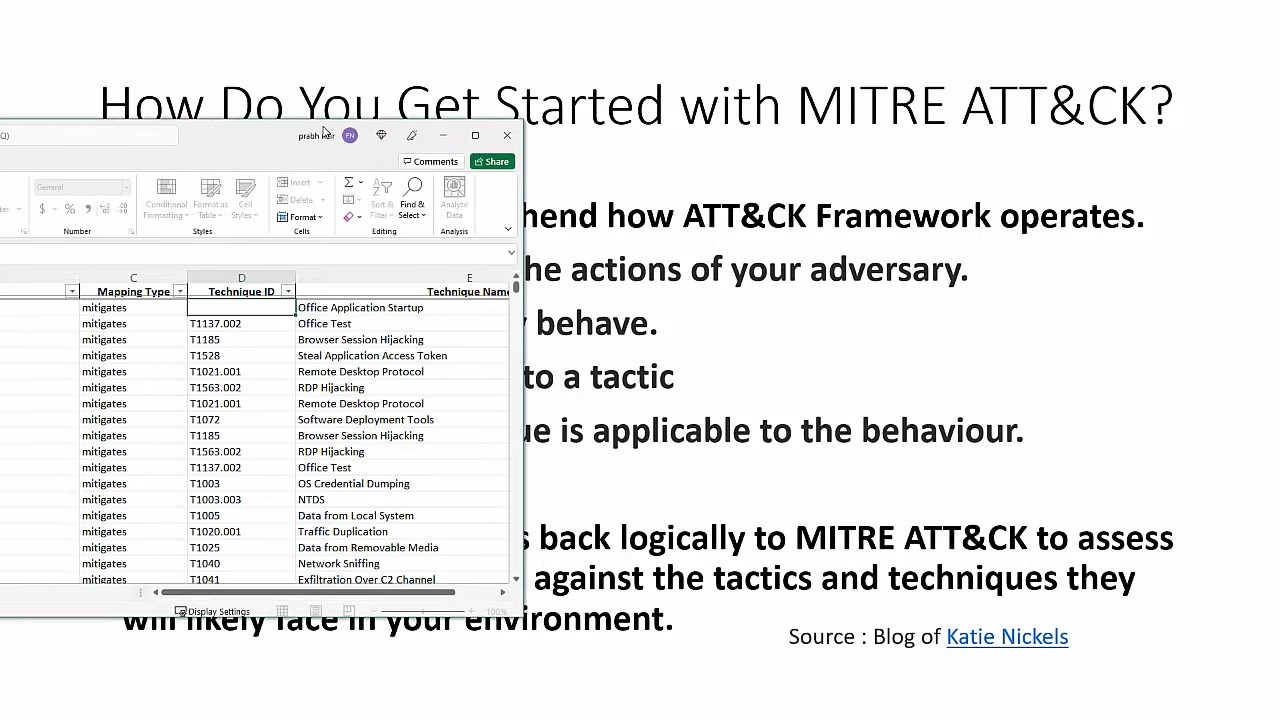 How Do You Get Started with MITRE ATT&CK?
Q)
prabh nair
PN
Comments
Share
General
Conditional
Formatting
Format as
Table
Cell
Styles
Insert
Delete
Format
Sort &
Filter
Find &
Select
Analyze
Data
Number
Styles
Cells
Editing
Analysis
hend how ATT&CK Framework operates.
he actions of your adversary.
behave.
to a tactic
ue is applicable to the behaviour.
C D E
Mapping Type Technique ID Technique Name
mitigates Office Application Startup
mitigates T1137.002 Office Test
mitigates T1185 Browser Session Hijacking
mitigates T1528 Steal Application Access Token
mitigates T1021.001 Remote Desktop Protocol
mitigates T1563.002 RDP Hijacking
mitigates T1021.001 Remote Desktop Protocol
mitigates T1072 Software Deployment Tools
mitigates T1185 Browser Session Hijacking
mitigates T1563.002 RDP Hijacking
mitigates T1137.002 Office Test
mitigates T1003 OS Credential Dumping
mitigates T1003.003 NTDS
mitigates T1005 Data from Local System
mitigates T1020.001 Traffic Duplication
mitigates T1025 Data from Removable Media
mitigates T1040 Network Sniffing
mitigates T1041 Exfiltration Over C2 Channel
Display Settings
100%
s back logically to MITRE ATT&CK to assess
against the tactics and techniques they
will likely face in your environment.
Source : Blog of Katie Nickels